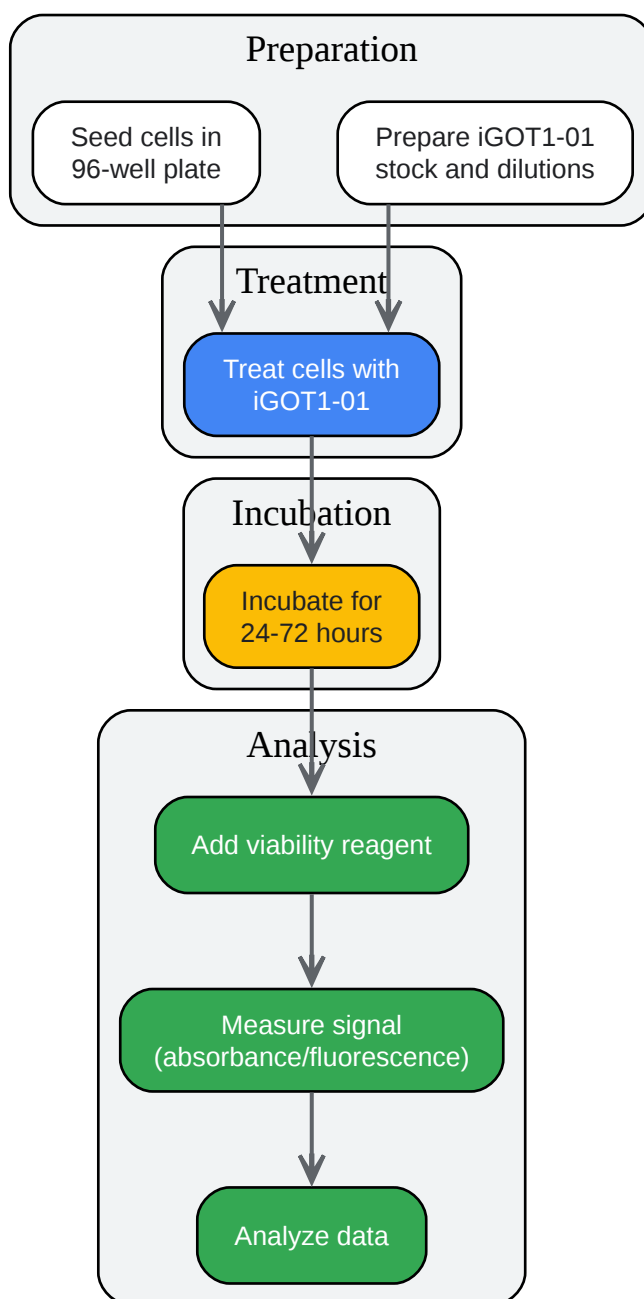 Preparation
Seed cells in
96-well plate
Prepare iGOT1-01
stock and dilutions
Treatment
Treat cells with
iGOT1-01
Incubation
Incubate for
24-72 hours
Analysis
Add viability reagent
Measure signal
(absorbance/fluorescence)
Analyze data